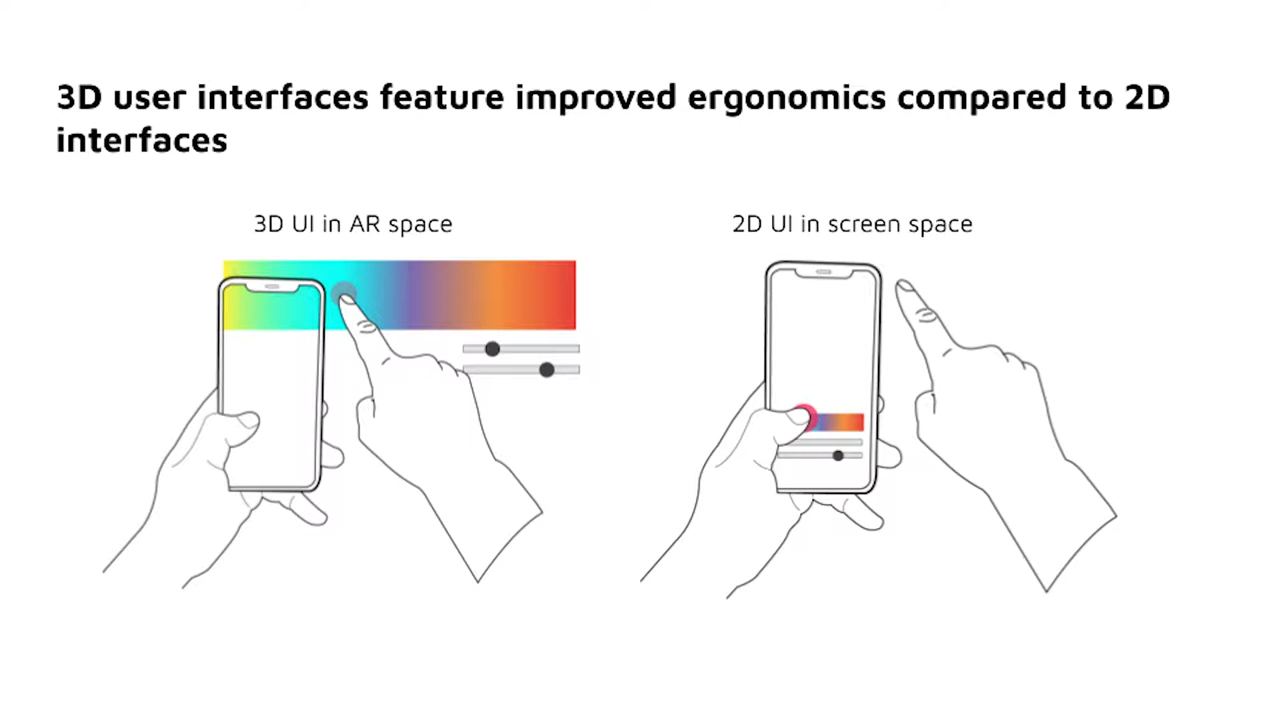 3D user interfaces feature improved ergonomics compared to 2D
interfaces
3D UI in AR space
2D UI in screen space